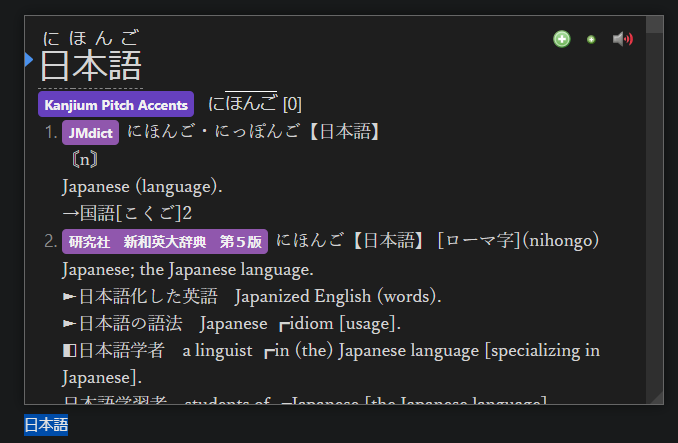 に ほ ん ご
日本語
Kanjium Pitch Accents にほんご [0]
1. JMdict にほんご・にっぽんご【日本語】
〘n〙
Japanese (language).
→国語[こくご]2
2. 研究社 新和英大辞典 第5版 にほんご【日本語】 [ローマ字](nihongo)
Japanese; the Japanese language.
►日本語化した英語 Japanized English (words).
►日本語の語法 Japanese ┏idiom [usage].
◧日本語学者 a linguist ┏in (the) Japanese language [specializing in
Japanese].
日本語学習者 students of ┏Japanese [the Japanese language]
日本語